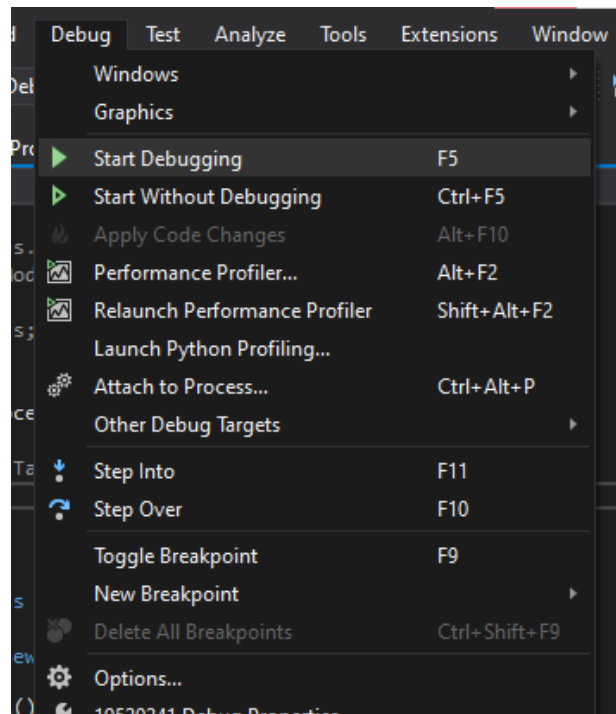 Debug Test Analyze Tools Extensions Window
Windows
Graphics
Start Debugging F5
Start Without Debugging Ctrl+F5
Apply Code Changes Alt+F10
Performance Profiler... Alt+F2
Relaunch Performance Profiler Shift+Alt+F2
Launch Python Profiling...
Attach to Process... Ctrl+Alt+P
Other Debug Targets
Step Into F11
Step Over F10
Toggle Breakpoint F9
New Breakpoint
Delete All Breakpoints Ctrl+Shift+F9
Options...